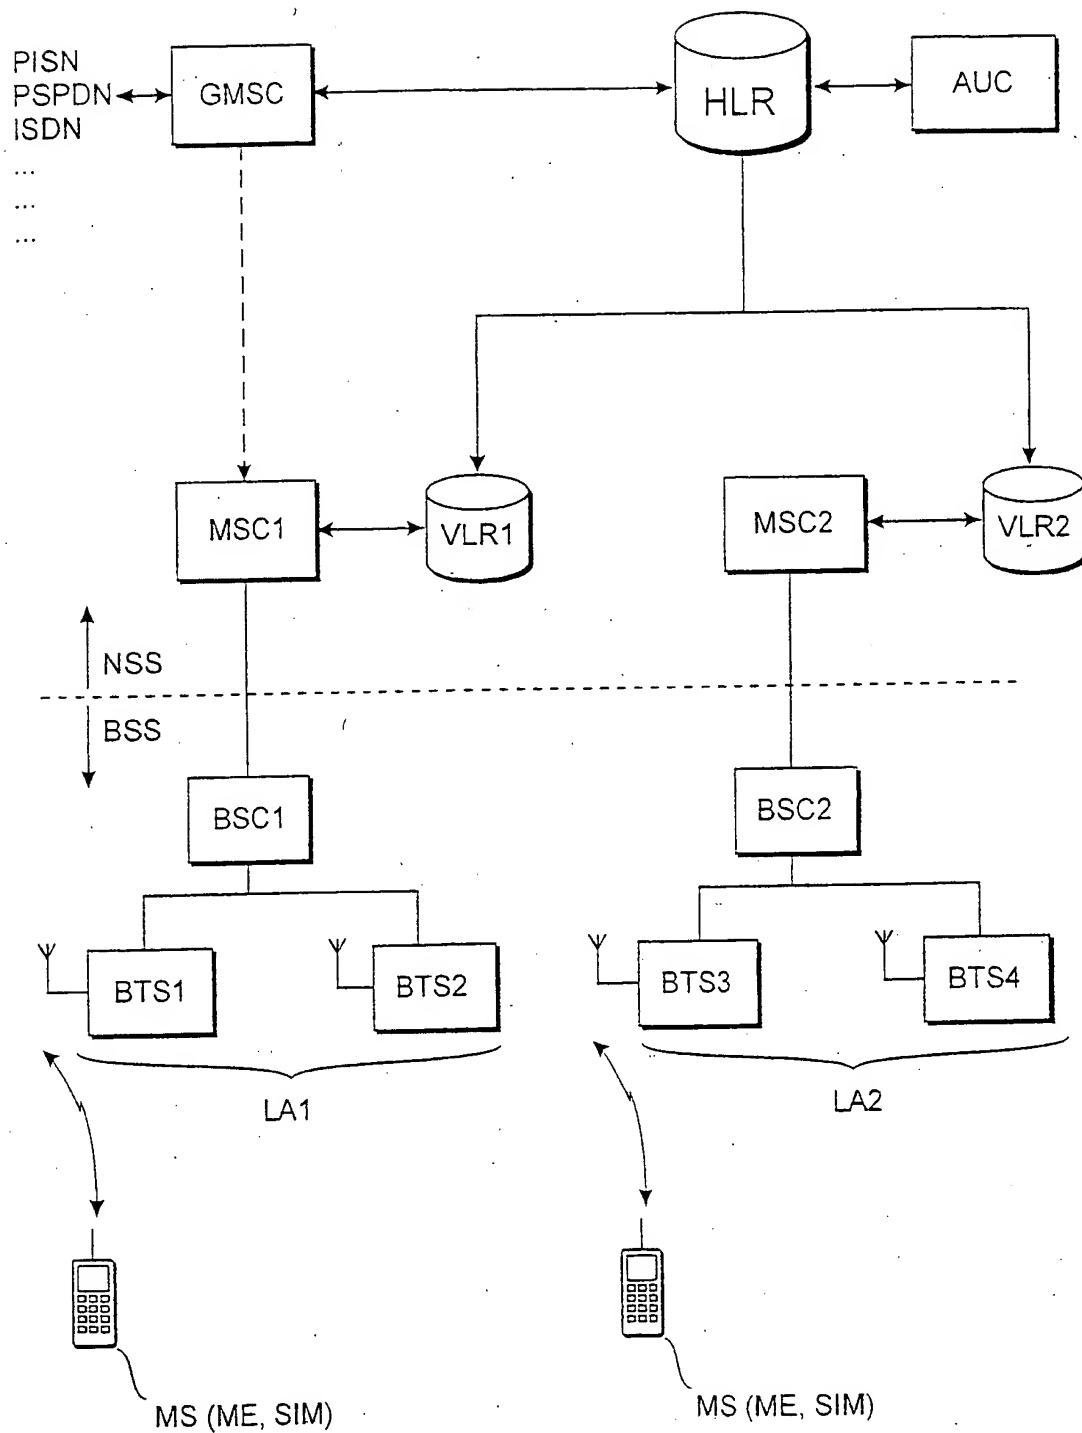 PISN
PSPDN
ISDN
...
...
...
GMSC
HLR
AUC
MSC1
VLR1
MSC2
VLR2
NSS
BSS
BSC1
BSC2
BTS1
BTS2
BTS3
BTS4
LA1
LA2
MS (ME, SIM)
MS (ME, SIM)